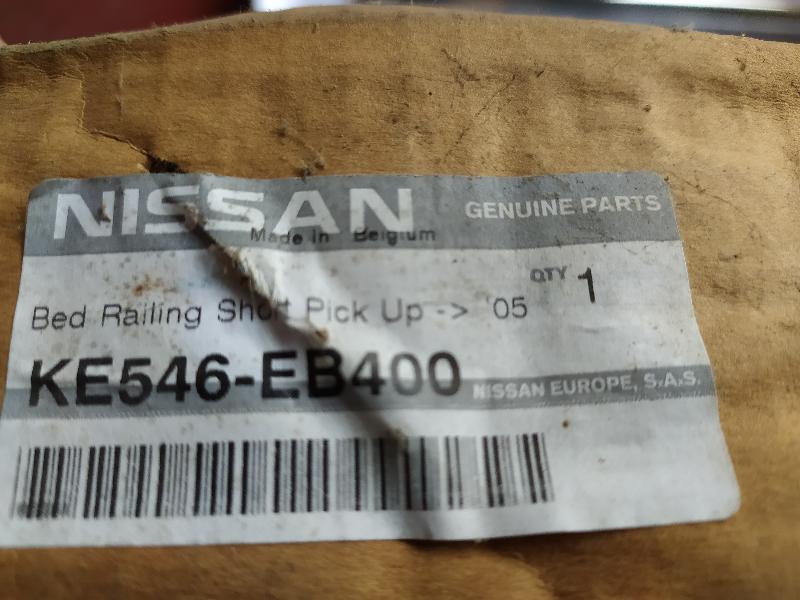 NISSAN GENUINE PARTS
Made in Belgium
QTY 1
Bed Railing Short Pick Up -> '05
KE546-EB400
NISSAN EUROPE, S.A.S.